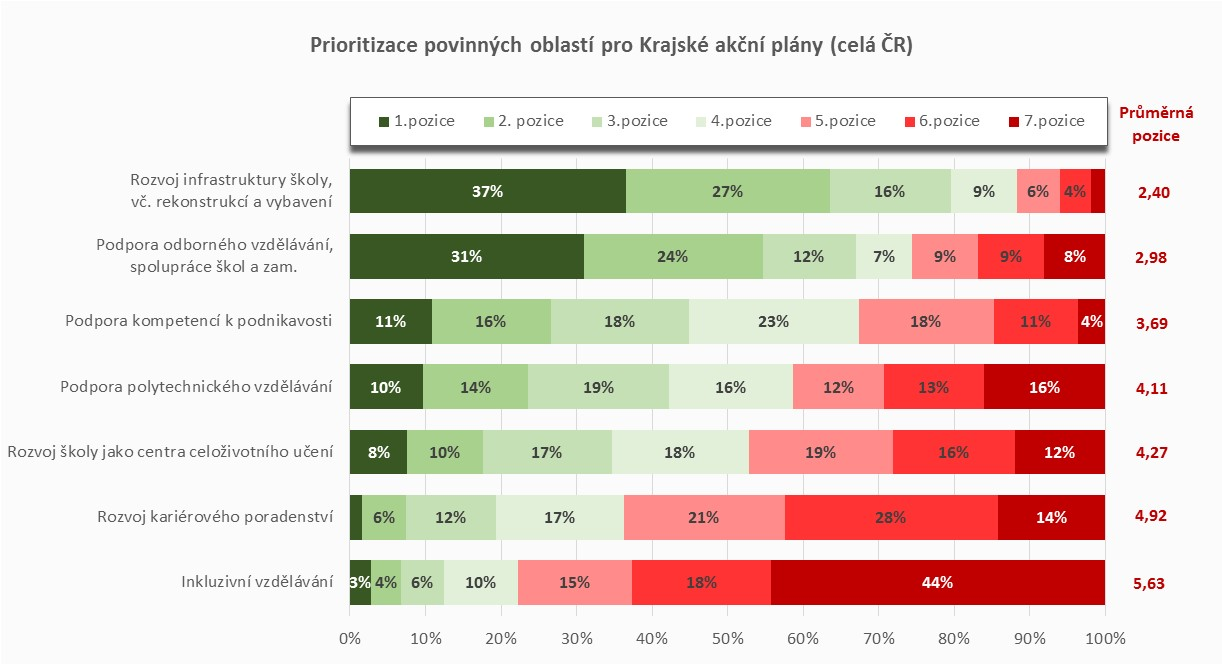 Prioritizace povinných oblastí pro Krajské akční plány (celá ČR)
1.pozice 2. pozice 3.pozice 4.pozice 5.pozice 6.pozice 7.pozice
Průměrná
pozice
Rozvoj infrastruktury školy,
vč. rekonstrukcí a vybavení
37% 27% 16% 9% 6% 4% 2,40
Podpora odborného vzdělávání,
spolupráce škol a zam.
31% 24% 12% 7% 9% 9% 8% 2,98
Podpora kompetencí k podnikavosti 11% 16% 18% 23% 18% 11% 4% 3,69
Podpora polytechnického vzdělávání 10% 14% 19% 16% 12% 13% 16% 4,11
Rozvoj školy jako centra celoživotního učení 8% 10% 17% 18% 19% 16% 12% 4,27
Rozvoj kariérového poradenství 6% 12% 17% 21% 28% 14% 4,92
Inkluzivní vzdělávání 3% 4% 6% 10% 15% 18% 44% 5,63
0% 10% 20% 30% 40% 50% 60% 70% 80% 90% 100%